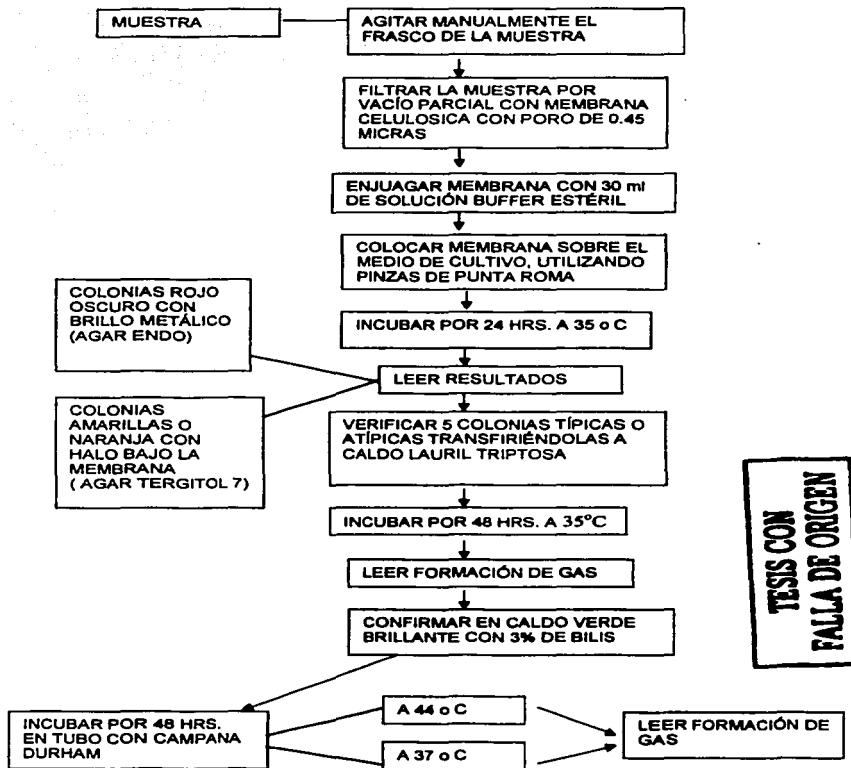 MUESTRA
AGITAR MANUALMENTE EL
FRASCO DE LA MUESTRA
FILTRAR LA MUESTRA POR
VACÍO PARCIAL CON MEMBRANA
CELULOSICA CON PORO DE 0.45
MICRAS
ENJUAGAR MEMBRANA CON 30 ml
DE SOLUCIÓN BUFFER ESTÉRIL
COLOCAR MEMBRANA SOBRE EL
MEDIO DE CULTIVO, UTILIZANDO
PINZAS DE PUNTA ROMA
COLONIAS ROJO
OSCURO CON
BRILLO METÁLICO
(AGAR ENDO)
INCUBAR POR 24 HRS. A 35 o C
LEER RESULTADOS
COLONIAS
AMARILLAS O
NARANJA CON
HALO BAJO LA
MEMBRANA
( AGAR TERGITOL 7)
VERIFICAR 5 COLONIAS TÍPICAS O
ATÍPICAS TRANSFIRIÉNDOLAS A
CALDO LAURIL TRIPTOSA
INCUBAR POR 48 HRS. A 35°C
LEER FORMACIÓN DE GAS
CONFIRMAR EN CALDO VERDE
BRILLANTE CON 3% DE BILIS
TESIS CON
FALLA DE ORIGEN
INCUBAR POR 48 HRS.
EN TUBO CON CAMPANA
DURHAM
A 44 o C
A 37 o C
LEER FORMACIÓN DE
GAS